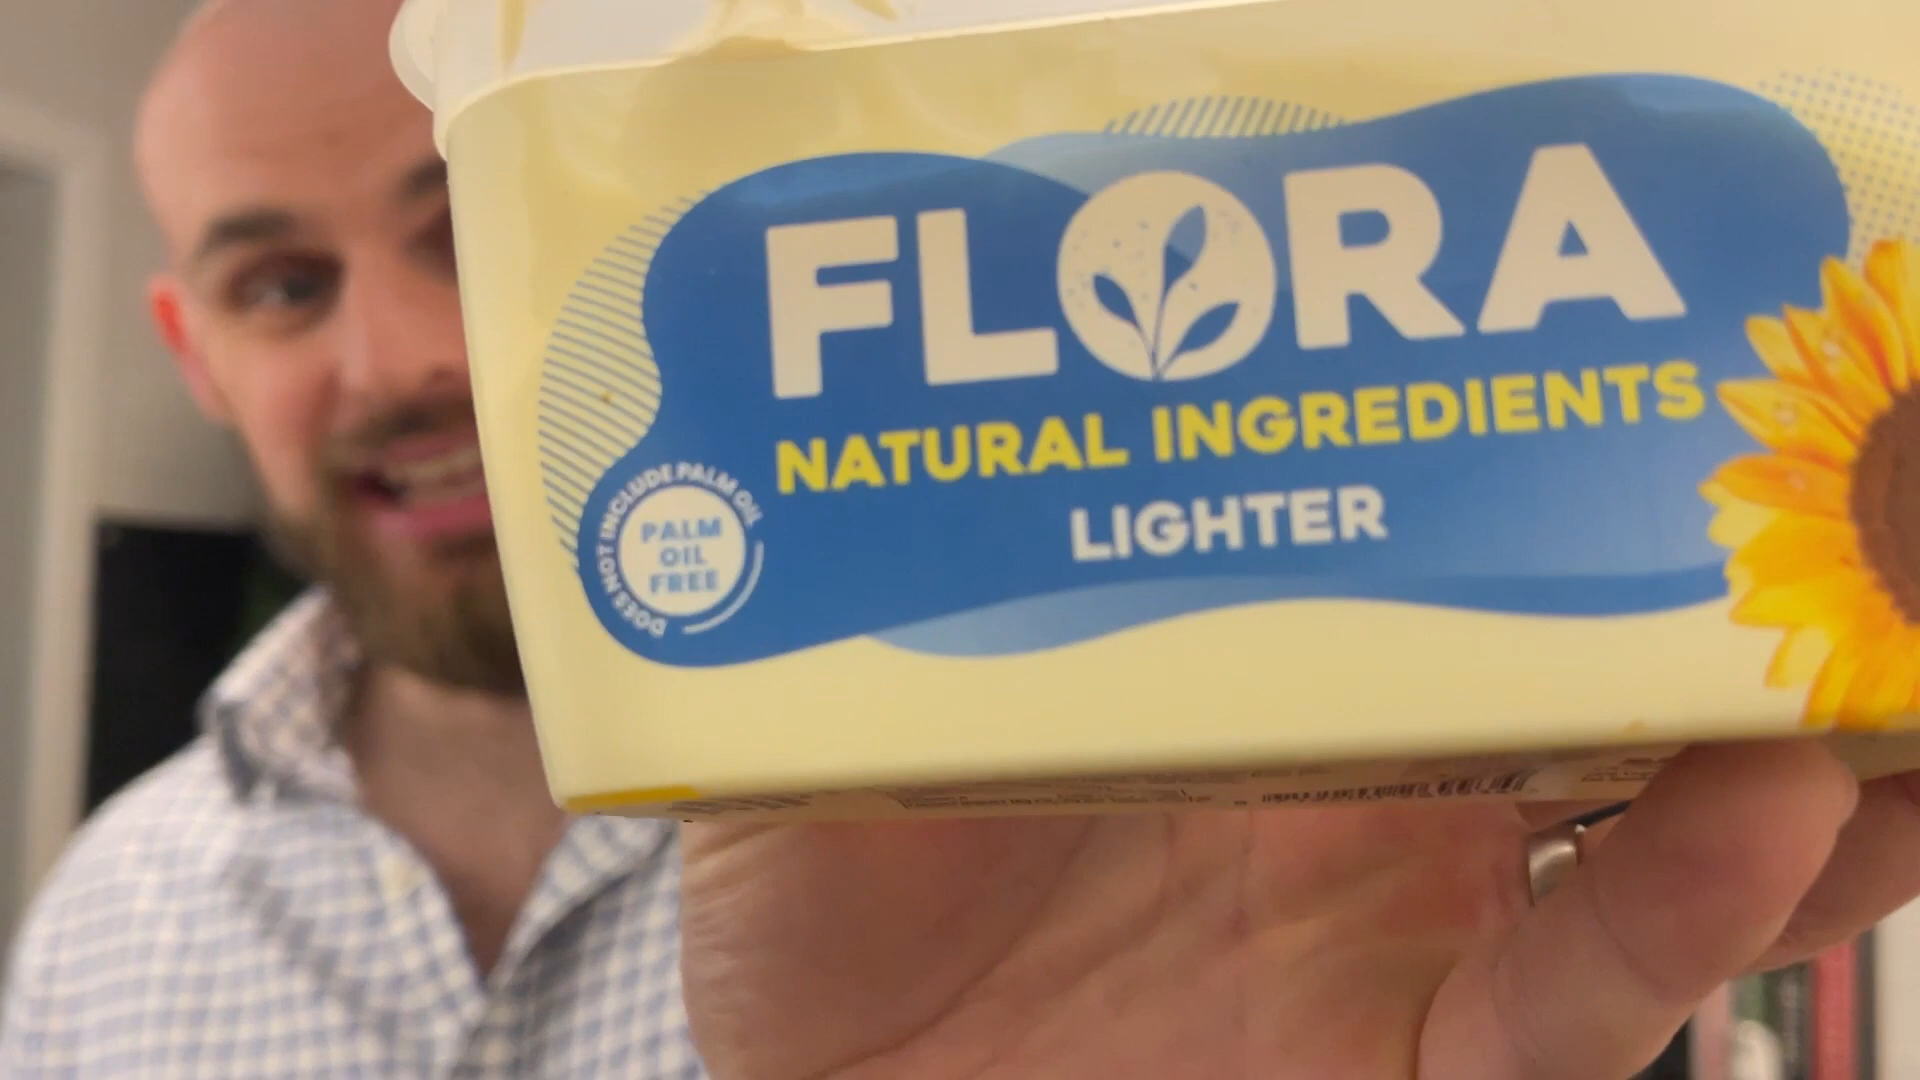 FLORA
NATURAL INGREDIENTS
LIGHTER
DOES NOT INCLUDE PALM OIL
PALM
OIL
FREE